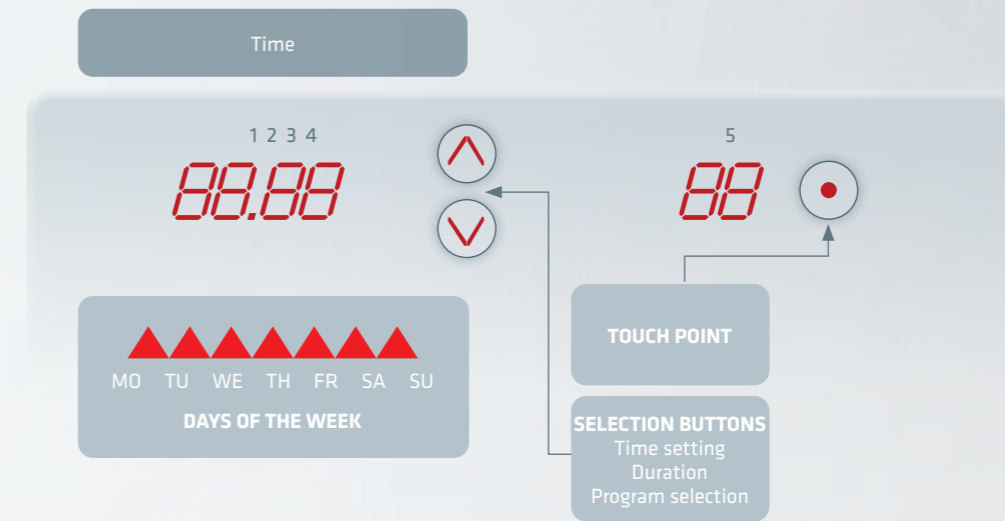 Time
1 2 3 4
5
88.88
88
TOUCH POINT
MO TU WE TH FR SA SU
DAYS OF THE WEEK
SELECTION BUTTONS
Time setting
Duration
Program selection